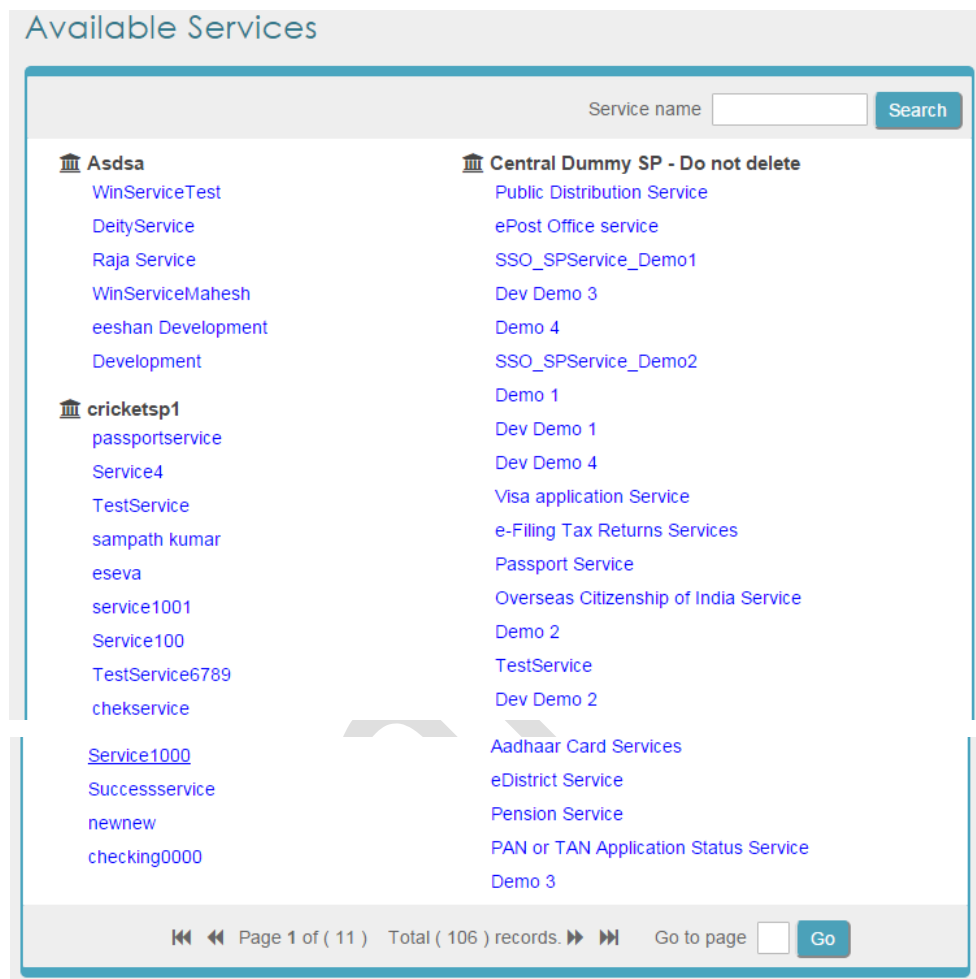 Available Services
Service name
Search
Asdsa
WinServiceTest
DeityService
Raja Service
WinServiceMahesh
eeshan Development
Development
cricketsp1
passportservice
Service4
TestService
sampath kumar
eseva
service1001
Service100
TestService6789
chekservice
Service1000
Successservice
newnew
checking0000
Central Dummy SP - Do not delete
Public Distribution Service
ePost Office service
SSO_SPService_Demo1
Dev Demo 3
Demo 4
SSO_SPService_Demo2
Demo 1
Dev Demo 1
Dev Demo 4
Visa application Service
e-Filing Tax Returns Services
Passport Service
Overseas Citizenship of India Service
Demo 2
TestService
Dev Demo 2
Aadhaar Card Services
eDistrict Service
Pension Service
PAN or TAN Application Status Service
Demo 3
Page 1 of ( 11 ) Total ( 106 ) records. Go to page Go